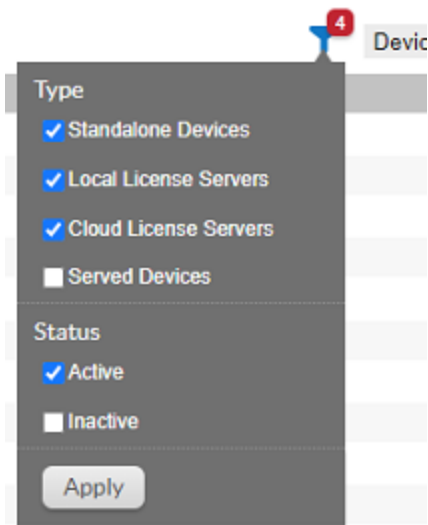 4
Devic
Type
Standalone Devices
Local License Servers
Cloud License Servers
Served Devices
Status
Active
Inactive
Apply